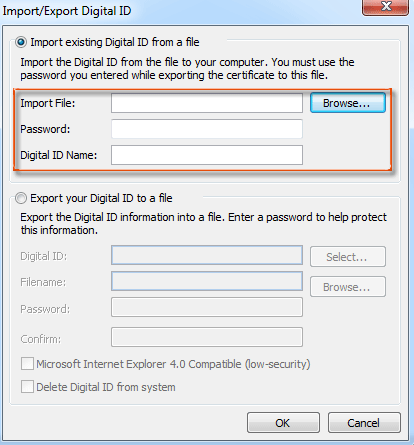 Import/Export Digital ID
Import existing Digital ID from a file
Import the Digital ID from the file to your computer. You must use the
password you entered while exporting the certificate to this file.
Import File:
Browse...
Password:
Digital ID Name:
Export your Digital ID to a file
Export the Digital ID information into a file. Enter a password to help protect
this information.
Digital ID:
Select...
Filename:
Browse...
Password:
Confirm:
Microsoft Internet Explorer 4.0 Compatible (low-security)
Delete Digital ID from system
OK Cancel